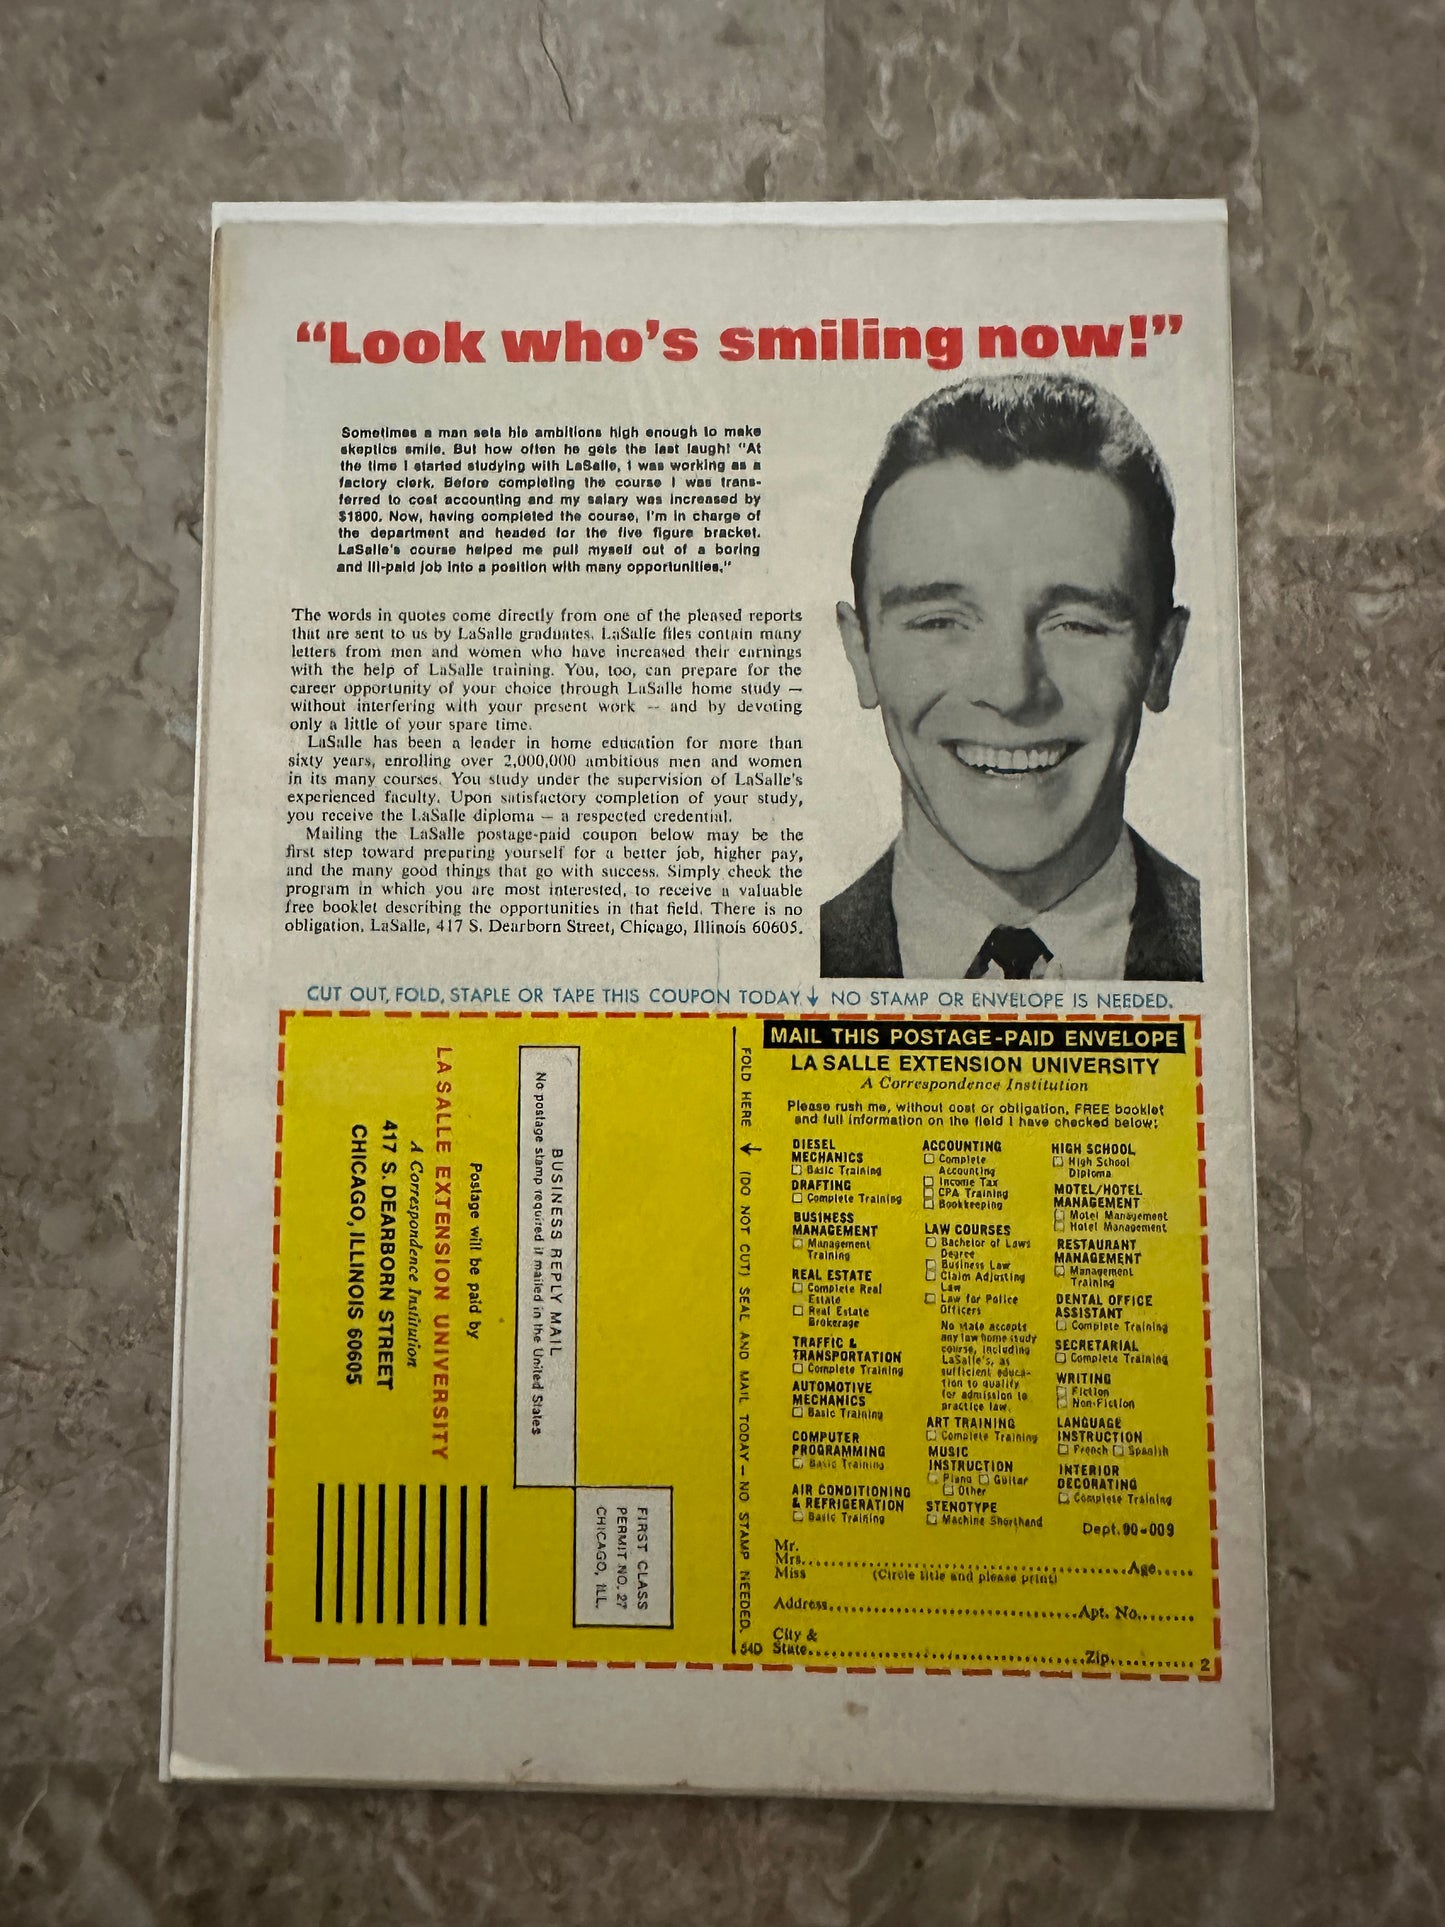 “Look who’s smiling now!”
Sometimes a man sets his ambitions high enough to make
skeptics smile. But how often he gets the last laugh! "At
the time I started studying with LaSalle, I was working as a
factory clerk. Before completing the course I was trans-
ferred to cost accounting and my salary was increased by
$1800. Now, having completed the course, I'm in charge of
the department and headed for the five figure bracket.
LaSalle's course helped me pull myself out of a boring
and ill-paid job into a position with many opportunities."
The words in quotes come directly from one of the pleased reports
that are sent to us by LaSalle graduates. LaSalle files contain many
letters from men and women who have increased their earnings
with the help of LaSalle training. You, too, can prepare for the
career opportunity of your choice through LaSalle home study —
without interfering with your present work — and by devoting
only a little of your spare time.
LaSalle has been a leader in home education for more than
sixty years, enrolling over 2,000,000 ambitious men and women
in its many courses. You study under the supervision of LaSalle's
experienced faculty. Upon satisfactory completion of your study,
you receive the LaSalle diploma — a respected credential.
Mailing the LaSalle postage-paid coupon below may be the
first step toward preparing yourself for a better job, higher pay,
and the many good things that go with success. Simply check the
program in which you are most interested, to receive a valuable
free booklet describing the opportunities in that field. There is no
obligation. LaSalle, 417 S. Dearborn Street, Chicago, Illinois 60605.
CUT OUT, FOLD, STAPLE OR TAPE THIS COUPON TODAY ↓ NO STAMP OR ENVELOPE IS NEEDED.
BUSINESS REPLY MAIL
No postage stamp required if mailed in the United States
FIRST CLASS
PERMIT NO. 27
CHICAGO, ILL.
Postage will be paid by
LA SALLE EXTENSION UNIVERSITY
A Correspondence Institution
417 S. DEARBORN STREET
CHICAGO, ILLINOIS 60605
FOLD HERE ↓ (DO NOT CUT) SEAL AND MAIL TODAY — NO STAMP NEEDED.
54D
MAIL THIS POSTAGE-PAID ENVELOPE
LA SALLE EXTENSION UNIVERSITY
A Correspondence Institution
Please rush me, without cost or obligation, FREE booklet
and full information on the field I have checked below:
DIESEL
MECHANICS
☐ Basic Training
DRAFTING
☐ Complete Training
BUSINESS
MANAGEMENT
☐ Management
Training
REAL ESTATE
☐ Complete Real
Estate
☐ Real Estate
Brokerage
TRAFFIC &
TRANSPORTATION
☐ Complete Training
AUTOMOTIVE
MECHANICS
☐ Basic Training
COMPUTER
PROGRAMMING
☐ Basic Training
AIR CONDITIONING
& REFRIGERATION
☐ Basic Training
ACCOUNTING
☐ Complete
Accounting
☐ Income Tax
☐ CPA Training
☐ Bookkeeping
LAW COURSES
☐ Bachelor of Laws
Degree
☐ Business Law
☐ Claim Adjusting
Law
☐ Law for Police
Officers
No state accepts
any law home study
course, including
LaSalle's, as
sufficient educa-
tion to qualify
for admission to
practice law.
ART TRAINING
☐ Complete Training
MUSIC
INSTRUCTION
☐ Piano ☐ Guitar
☐ Other
STENOTYPE
☐ Machine Shorthand
HIGH SCHOOL
☐ High School
Diploma
MOTEL/HOTEL
MANAGEMENT
☐ Motel Management
☐ Hotel Management
RESTAURANT
MANAGEMENT
☐ Management
Training
DENTAL OFFICE
ASSISTANT
☐ Complete Training
SECRETARIAL
☐ Complete Training
WRITING
☐ Fiction
☐ Non-Fiction
LANGUAGE
INSTRUCTION
☐ French ☐ Spanish
INTERIOR
DECORATING
☐ Complete Training
Dept. 90-009
Mr.
Mrs. Age
Miss (Circle title and please print)
Address Apt. No.
City &
State Zip 2